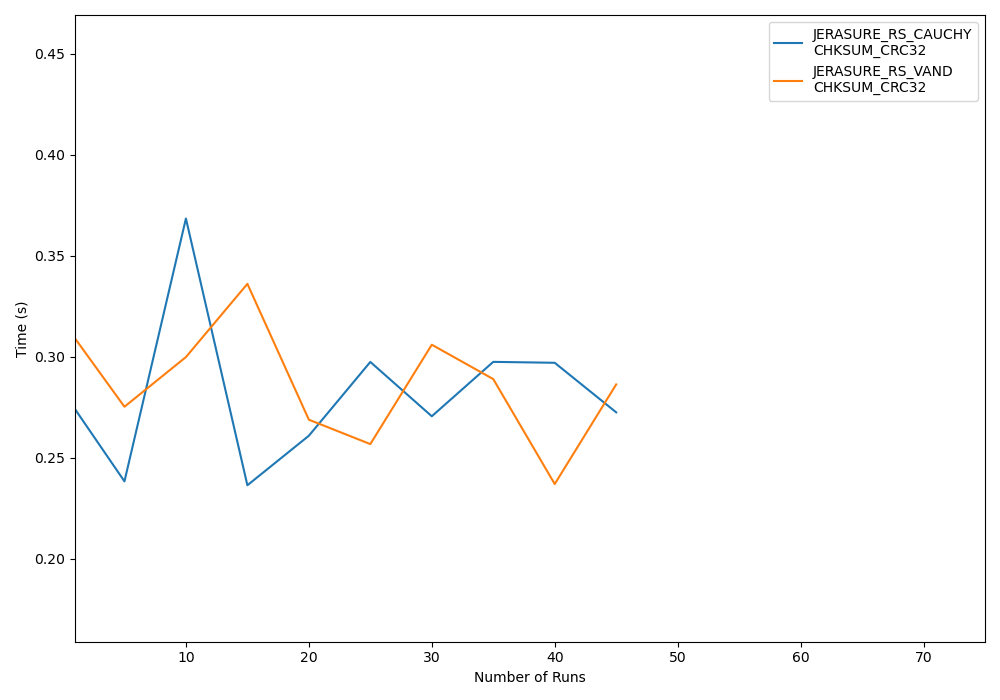 JERASURE_RS_CAUCHY
CHKSUM_CRC32
JERASURE_RS_VAND
CHKSUM_CRC32
0.45
0.40
0.35
0.30
0.25
0.20
Time (s)
10 20 30 40 50 60 70
Number of Runs